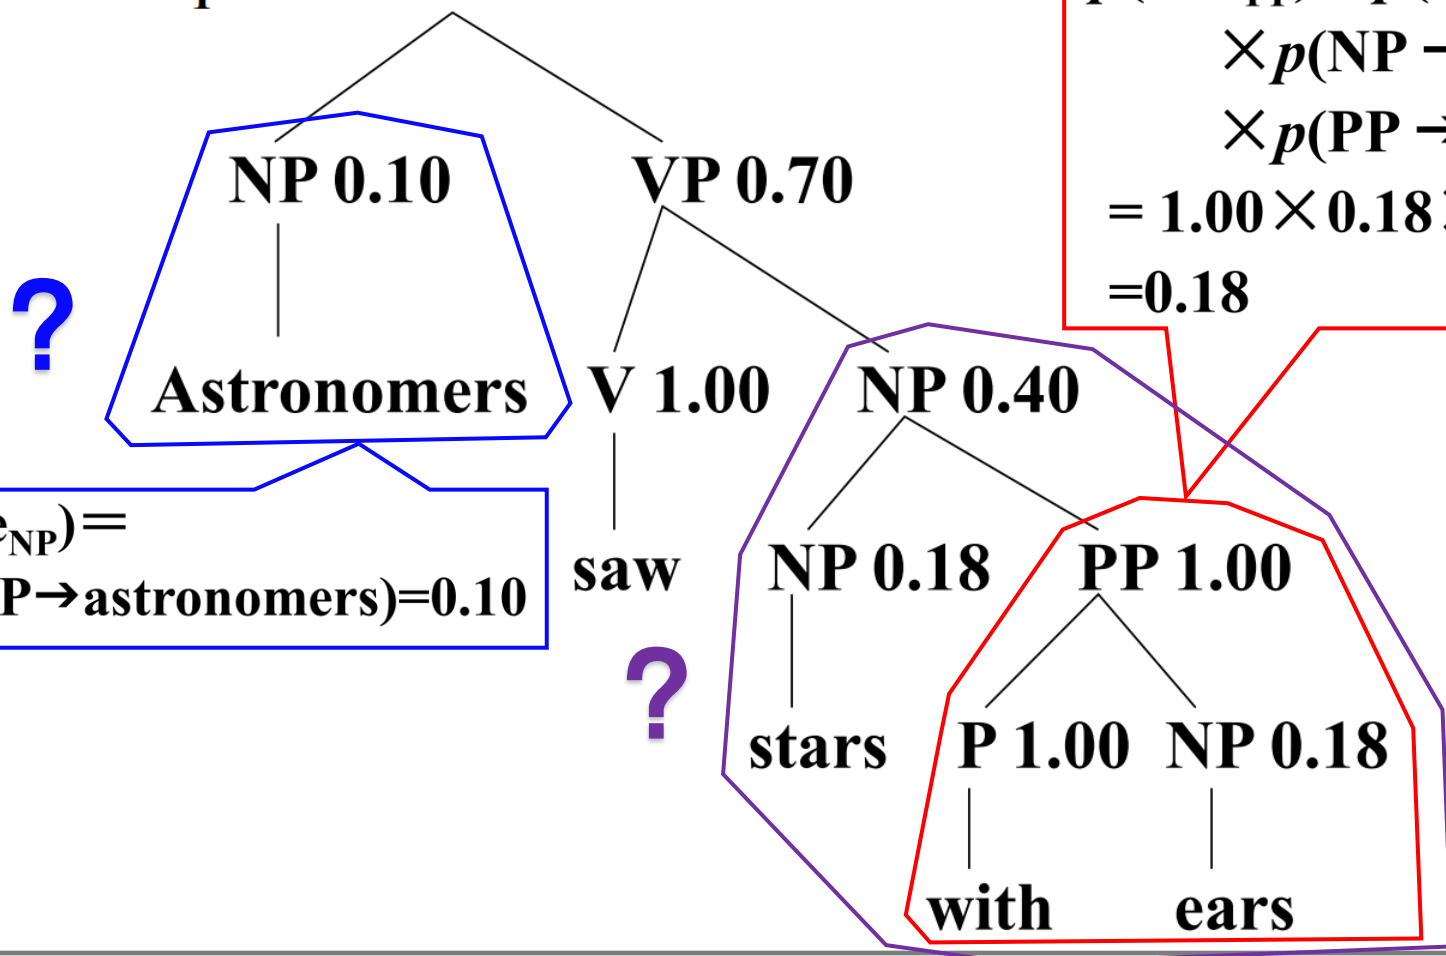 ×p(NP
NP 0.10 VP 0.70
×p(PP →
= 1.00×0.18
=0.18
?
Astronomers V 1.00 NP 0.40
NP)=
P→astronomers)=0.10
saw NP 0.18 PP 1.00
?
stars P 1.00 NP 0.18
with ears